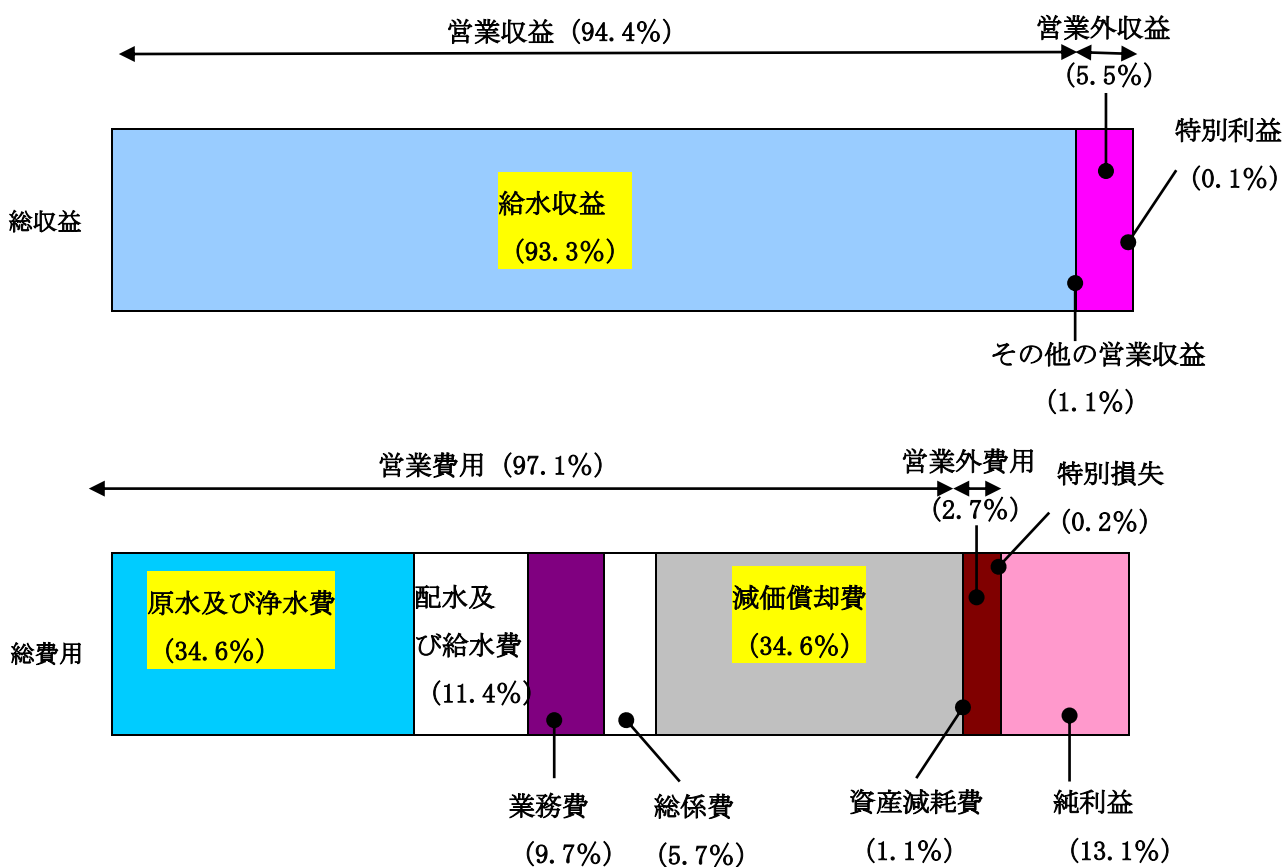 営業収益 (94.4%)
営業外収益
(5.5%)
特別利益
(0.1%)
総収益
給水収益
(93.3%)
その他の営業収益
(1.1%)
営業費用 (97.1%)
営業外費用
(2.7%)
特別損失
(0.2%)
総費用
原水及び浄水費
(34.6%)
配水及
び給水費
(11.4%)
減価償却費
(34.6%)
業務費
(9.7%)
総係費
(5.7%)
資産減耗費
(1.1%)
純利益
(13.1%)